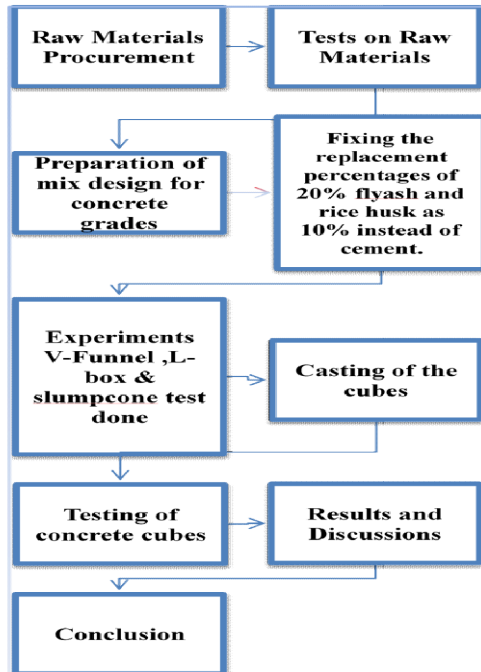 Raw Materials
Procurement
Tests on Raw
Materials
Preparation of
mix design for
concrete
grades
Fixing the
replacement
percentages of
20% flyash and
rice husk as
10% instead of
cement.
Experiments
V-Funnel ,L-
box &
slumpcone test
done
Casting of the
cubes
Testing of
concrete cubes
Results and
Discussions
Conclusion